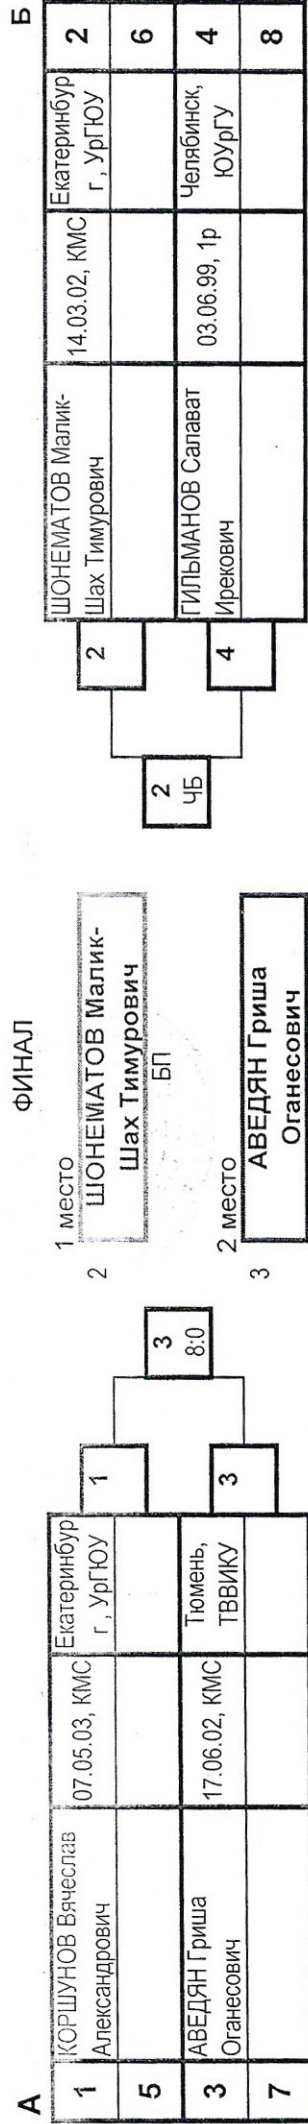 А
1
КОРШУНОВ Вячеслав
Александрович
07.05.03, КМС
Екатеринбур
г, УрГЮУ
5
3
АВЕДЯН Гриша
Оганесович
17.06.02, КМС
Тюмень,
ТВВИКУ
7
1
3
3
8:0
ФИНАЛ
1 место
2
ШОНЕМАТОВ Малик-
Шах Тимурович
БП
2 место
3
АВЕДЯН Гриша
Оганесович
2
ЧБ
2
4
Б
ШОНЕМАТОВ Малик-
Шах Тимурович
14.03.02, КМС
Екатеринбур
г, УрГЮУ
2
6
ГИЛЬМАНОВ Салават
Ирекович
03.06.99, 1р
Челябинск,
ЮУрГУ
4
8